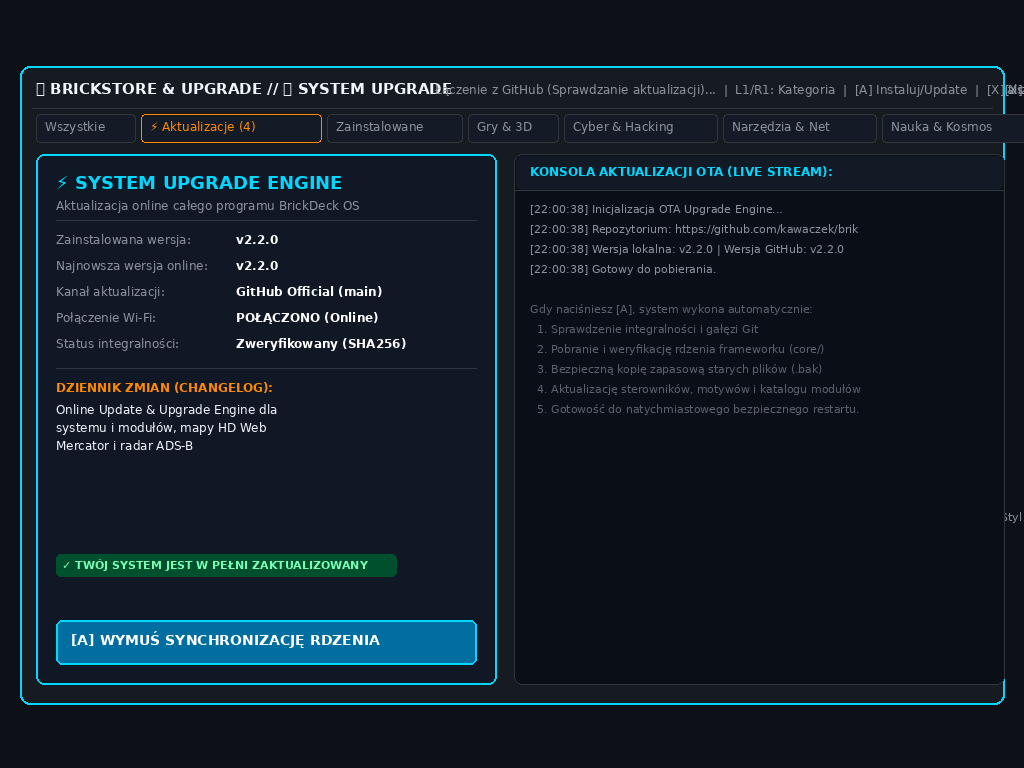 BRICKSTORE & UPGRADE // SYSTEM UPGRADE
czenie z GitHub (Sprawdzanie aktualizacji)... | L1/R1: Kategoria | [A] Instaluj/Update | [X]
Wszystkie
⚡ Aktualizacje (4)
Zainstalowane
Gry & 3D
Cyber & Hacking
Narzędzia & Net
Nauka & Kosmos
⚡ SYSTEM UPGRADE ENGINE
Aktualizacja online całego programu BrickDeck OS
Zainstalowana wersja: v2.2.0
Najnowsza wersja online: v2.2.0
Kanał aktualizacji: GitHub Official (main)
Połączenie Wi-Fi: POŁĄCZONO (Online)
Status integralności: Zweryfikowany (SHA256)
DZIENNIK ZMIAN (CHANGELOG):
Online Update & Upgrade Engine dla
systemu i modułów, mapy HD Web
Mercator i radar ADS-B
✓ TWÓJ SYSTEM JEST W PEŁNI ZAKTUALIZOWANY
[A] WYMUŚ SYNCHRONIZACJĘ RDZENIA
KONSOLA AKTUALIZACJI OTA (LIVE STREAM):
[22:00:38] Inicjalizacja OTA Upgrade Engine...
[22:00:38] Repozytorium: https://github.com/kawaczek/brik
[22:00:38] Wersja lokalna: v2.2.0 | Wersja GitHub: v2.2.0
[22:00:38] Gotowy do pobierania.
Gdy naciśniesz [A], system wykona automatycznie:
1. Sprawdzenie integralności i gałęzi Git
2. Pobranie i weryfikację rdzenia frameworku (core/)
3. Bezpieczną kopię zapasową starych plików (.bak)
4. Aktualizację sterowników, motywów i katalogu modułów
5. Gotowość do natychmiastowego bezpiecznego restartu.
Styl